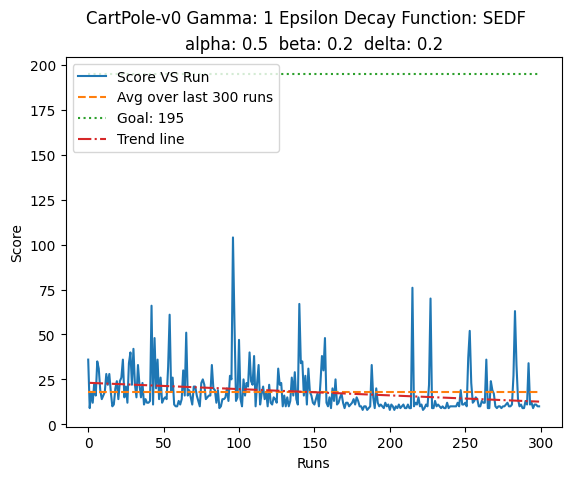 CartPole-v0 Gamma: 1 Epsilon Decay Function: SEDF
alpha: 0.5  beta: 0.2  delta: 0.2
Score VS Run
Avg over last 300 runs
Goal: 195
Trend line
Score
200
175
150
125
100
75
50
25
0
0 50 100 150 200 250 300
Runs